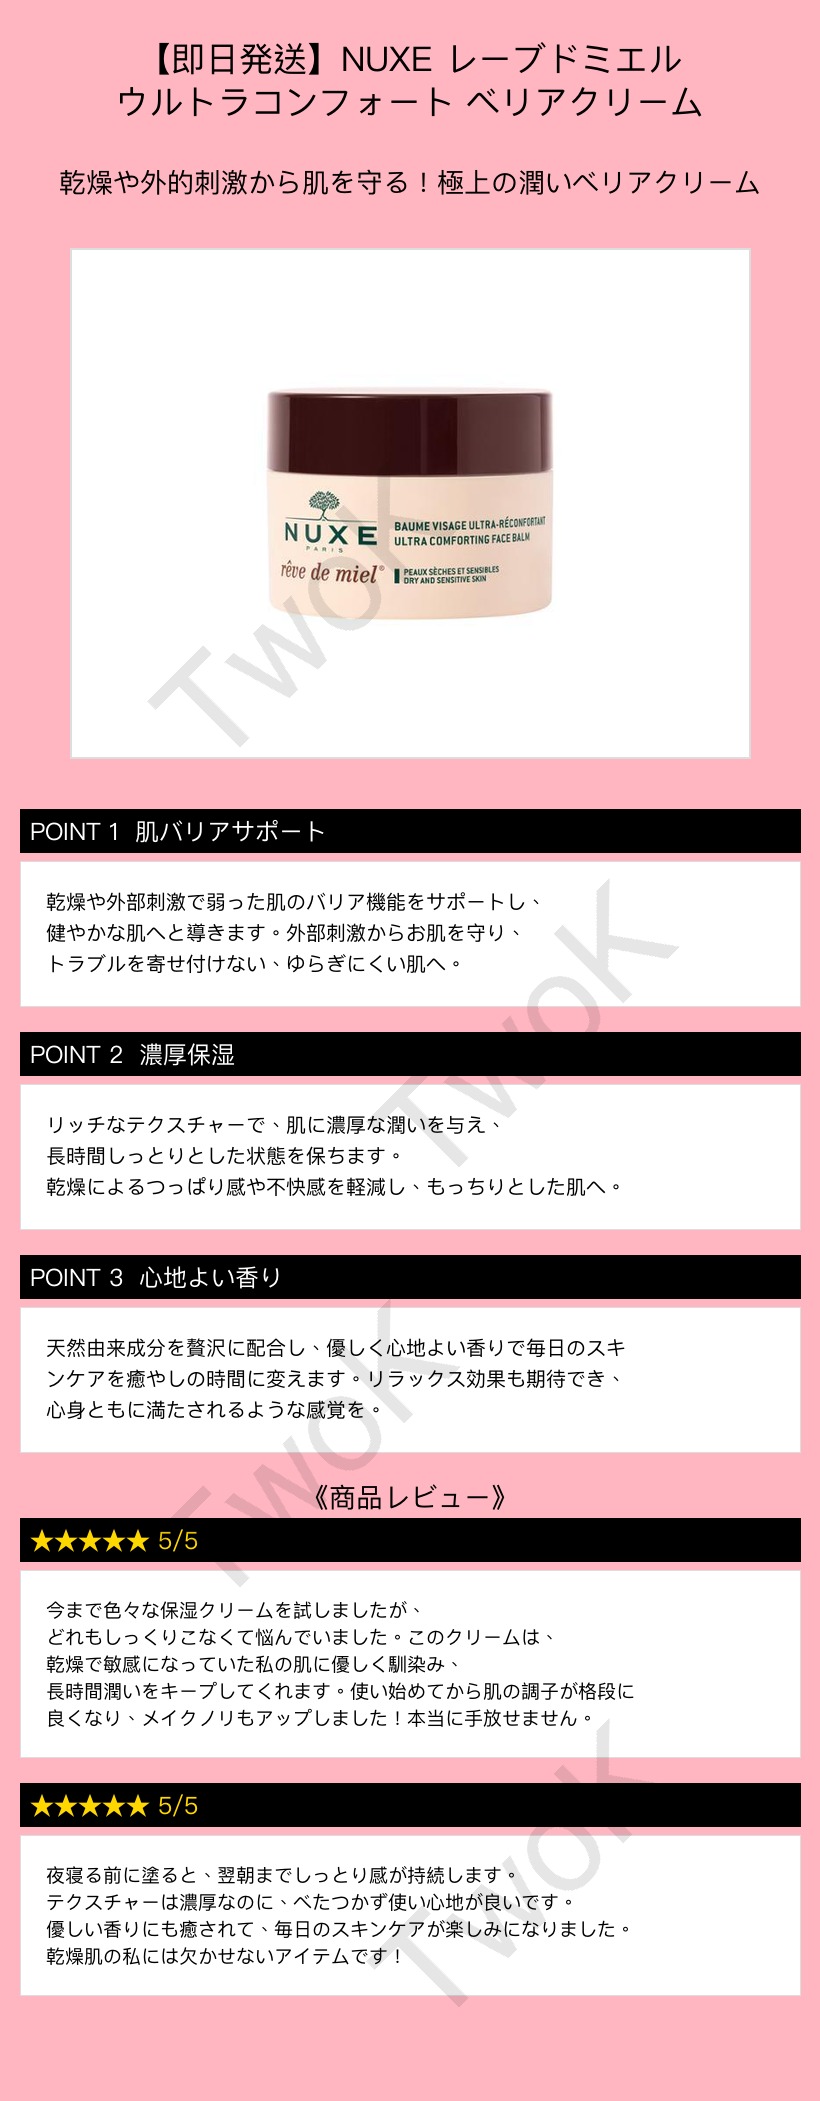 【即日発送】NUXE レーブドミエル
ウルトラコンフォート ベリアクリーム
乾燥や外的刺激から肌を守る！極上の潤いベリアクリーム
NUXE
PARIS
rêve de miel®
BAUME VISAGE ULTRA-RÉCONFORTANT
ULTRA COMFORTING FACE BALM
PEAUX SÈCHES ET SENSIBLES
DRY AND SENSITIVE SKIN
TwoK
POINT 1 肌バリアサポート
乾燥や外部刺激で弱った肌のバリア機能をサポートし、
健やかな肌へと導きます。外部刺激からお肌を守り、
トラブルを寄せ付けない、ゆらぎにくい肌へ。
TwoK
POINT 2 濃厚保湿
リッチなテクスチャーで、肌に濃厚な潤いを与え、
長時間しっとりとした状態を保ちます。
乾燥によるつっぱり感や不快感を軽減し、もっちりとした肌へ。
POINT 3 心地よい香り
天然由来成分を贅沢に配合し、優しく心地よい香りで毎日のスキ
ンケアを癒やしの時間に変えます。リラックス効果も期待でき、
心身ともに満たされるような感覚を。
TwoK
《商品レビュー》
★★★★★ 5/5
今まで色々な保湿クリームを試しましたが、
どれもしっくりこなくて悩んでいました。このクリームは、
乾燥で敏感になっていた私の肌に優しく馴染み、
長時間潤いをキープしてくれます。使い始めてから肌の調子が格段に
良くなり、メイクノリもアップしました！本当に手放せません。
★★★★★ 5/5
夜寝る前に塗ると、翌朝までしっとり感が持続します。
テクスチャーは濃厚なのに、べたつかず使い心地が良いです。
優しい香りにも癒されて、毎日のスキンケアが楽しみになりました。
乾燥肌の私には欠かせないアイテムです！
TwoK